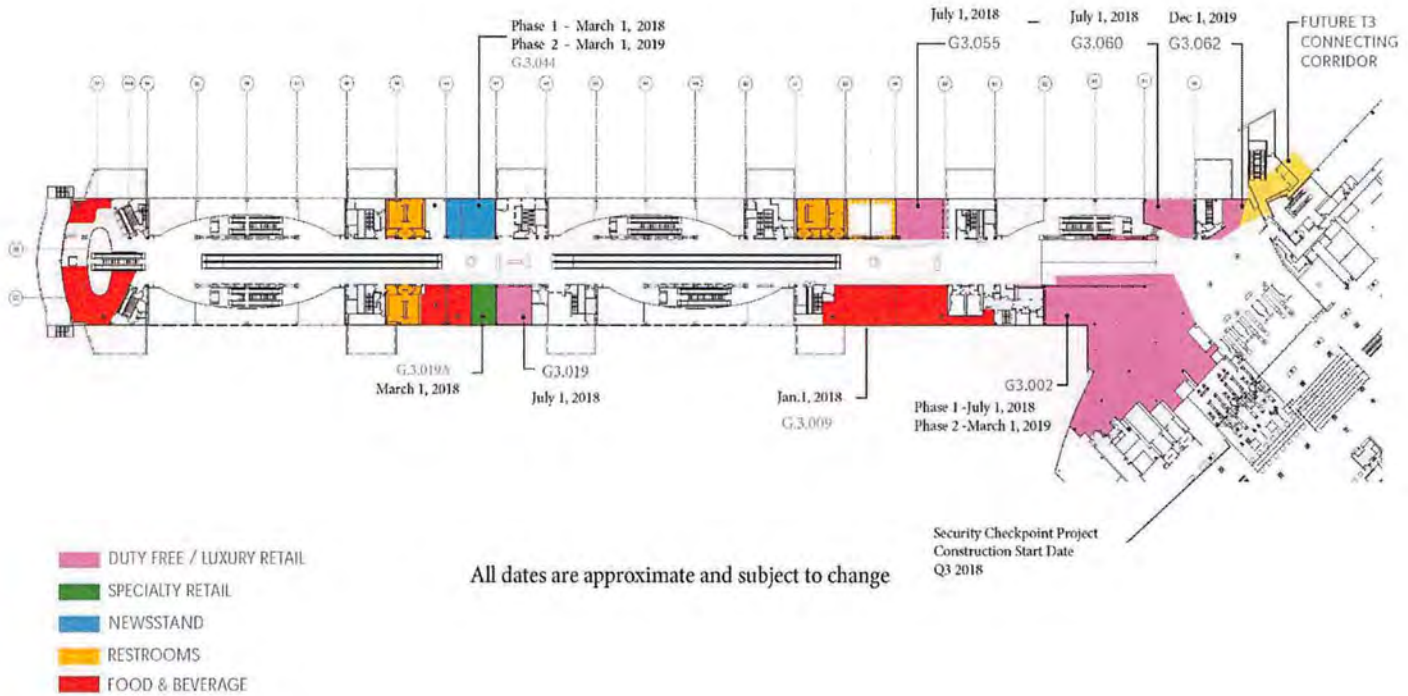 Phase 1 - March 1, 2018
Phase 2 - March 1, 2019
G.3.044
July 1, 2018 – July 1, 2018 Dec 1, 2019
G3.055 G3.060 G3.062
FUTURE T3
CONNECTING
CORRIDOR
G.3.019A
March 1, 2018
G3.019
July 1, 2018
Jan.1, 2018
G.3.009
G3.002
Phase 1 -July 1, 2018
Phase 2 -March 1, 2019
Security Checkpoint Project
Construction Start Date
Q3 2018
All dates are approximate and subject to change
DUTY FREE / LUXURY RETAIL
SPECIALTY RETAIL
NEWSSTAND
RESTROOMS
FOOD & BEVERAGE